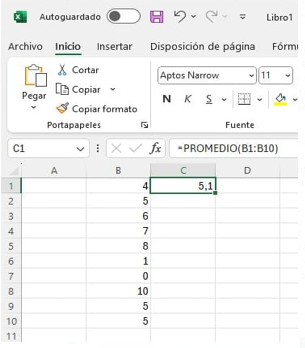 Autoguardado Libro1
Archivo Inicio Insertar Disposición de página
Cortar
Copiar
Copiar formato
Pegar
Portapapeles
Aptos Narrow 11
N K S
Fuente
C1 fx =PROMEDIO(B1:B10)
A B C D
1 4 5,1
2 5
3 6
4 7
5 8
6 1
7 0
8 10
9 5
10 5
11